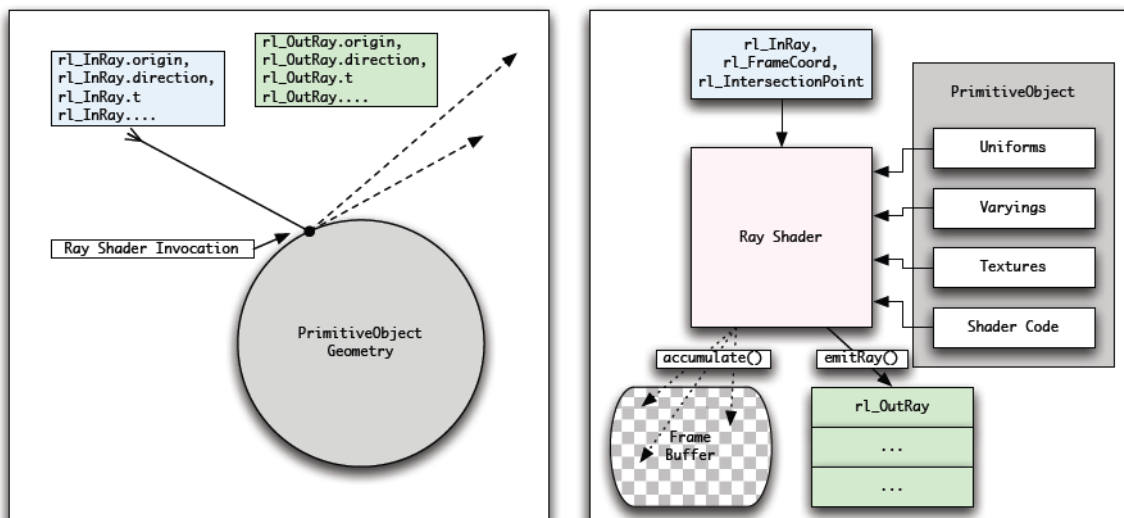 rl_InRay.origin,
rl_InRay.direction,
rl_InRay.t
rl_InRay....
rl_OutRay.origin,
rl_OutRay.direction,
rl_OutRay.t
rl_OutRay....
Ray Shader Invocation
PrimitiveObject
Geometry
rl_InRay,
rl_FrameCoord,
rl_IntersectionPoint
PrimitiveObject
Uniforms
Varyings
Textures
Shader Code
Ray Shader
accumulate()
emitRay()
Frame
Buffer
rl_OutRay
...
...